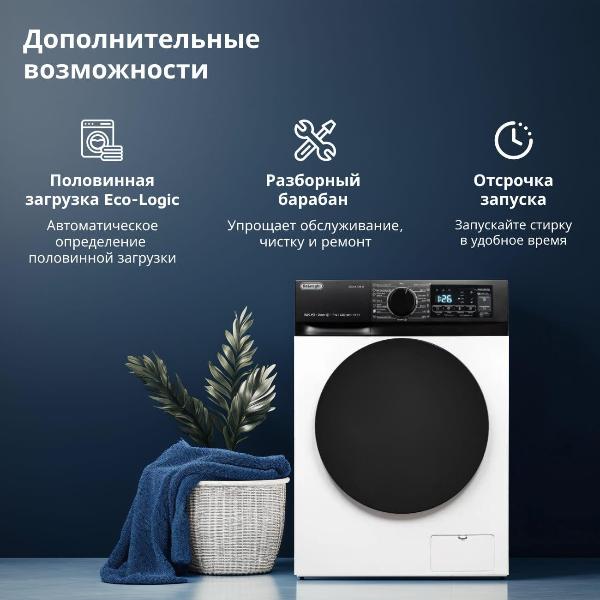 Дополнительные
возможности
Половинная
загрузка Eco-Logic
Автоматическое
определение
половинной загрузки
Разборный
барабан
Упрощает обслуживание,
чистку и ремонт
Отсрочка
запуска
Запускайте стирку
в удобное время
DeLonghi
1:26